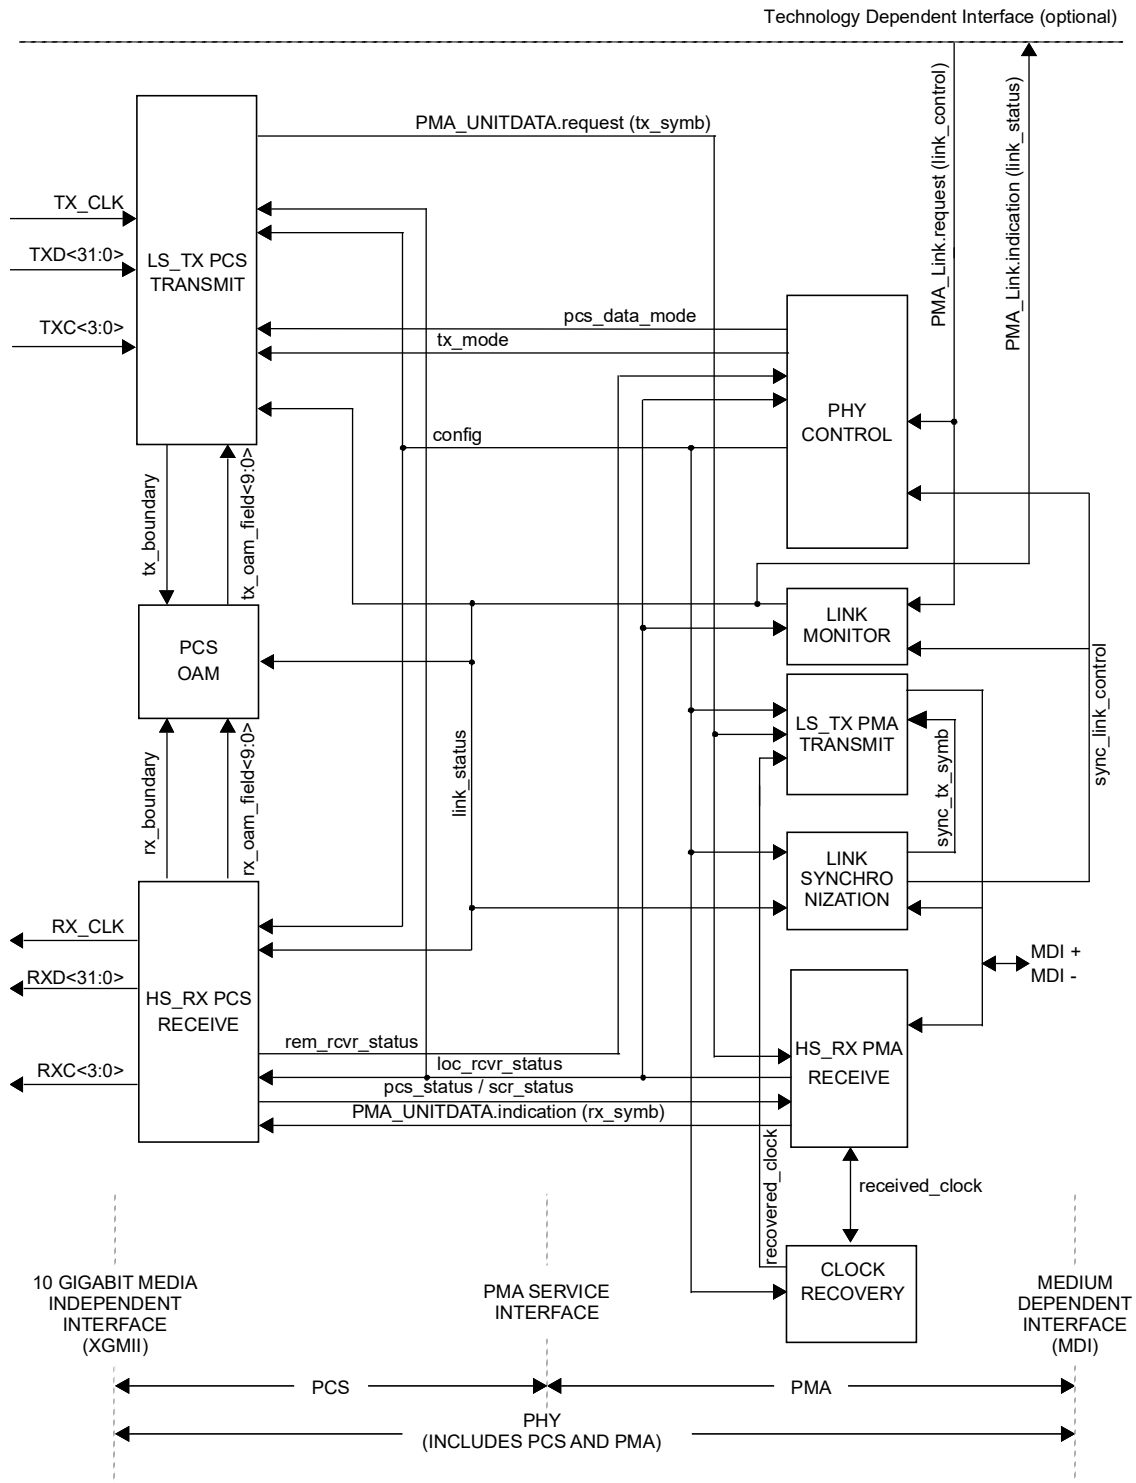 Technology Dependent Interface (optional)
PMA_UNITDATA.request (tx_symb)
PMA_Link.request (link_control)
PMA_Link.indication (link_status)
TX_CLK
TXD<31:0>
TXC<3:0>
LS_TX PCS
TRANSMIT
pcs_data_mode
tx_mode
config
PHY
CONTROL
tx_boundary
tx_oam_field<9:0>
PCS
OAM
LINK
MONITOR
LS_TX PMA
TRANSMIT
sync_tx_symb
sync_link_control
link_status
rx_boundary
rx_oam_field<9:0>
LINK
SYNCHRO
NIZATION
RX_CLK
RXD<31:0>
RXC<3:0>
HS_RX PCS
RECEIVE
MDI +
MDI -
rem_rcvr_status
loc_rcvr_status
pcs_status / scr_status
PMA_UNITDATA.indication (rx_symb)
HS_RX PMA
RECEIVE
recovered_clock
received_clock
CLOCK
RECOVERY
10 GIGABIT MEDIA
INDEPENDENT
INTERFACE
(XGMII)
PMA SERVICE
INTERFACE
MEDIUM
DEPENDENT
INTERFACE
(MDI)
PCS
PMA
PHY
(INCLUDES PCS AND PMA)